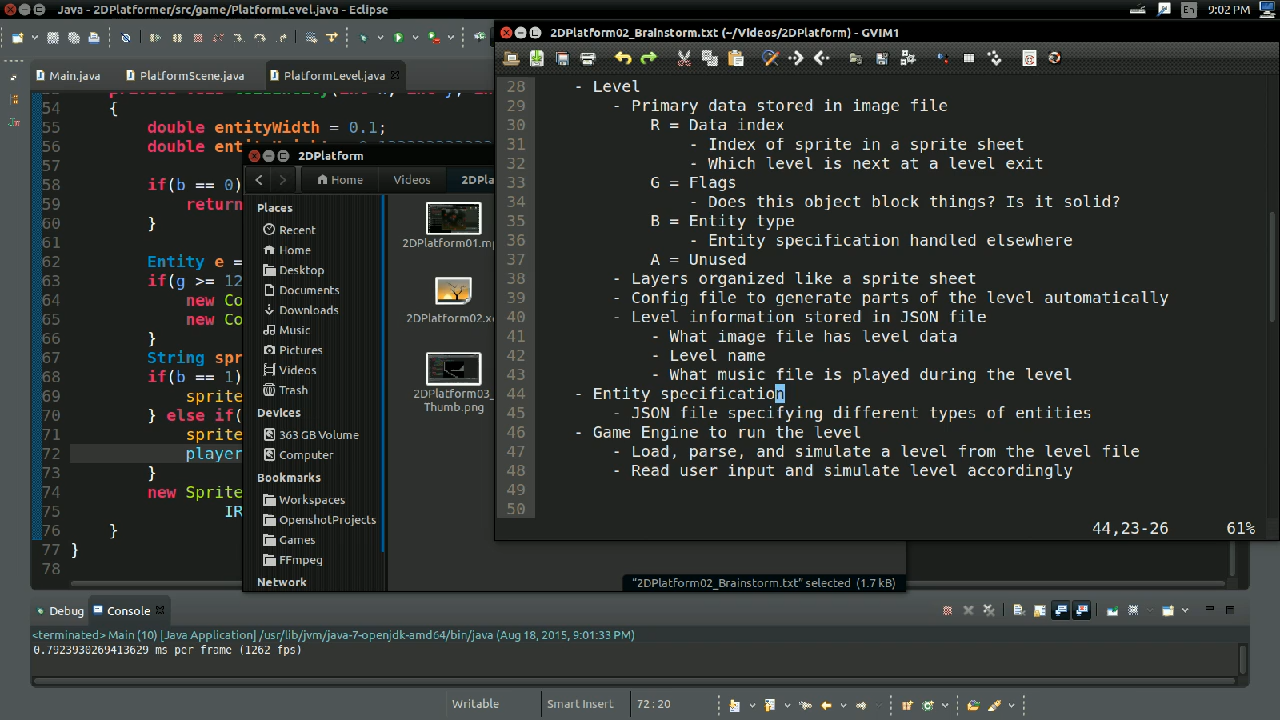 Java - 2DPlatformer/src/game/PlatformLevel.java - Eclipse
En
9:02 PM
Main.java
PlatformScene.java
PlatformLevel.java
54 {
55 double entityWidth = 0.1;
56 double ent
57
58 if(b == 0)
59 return
60 }
61
62 Entity e =
63 if(g >= 12
64 new Co
65 new Co
66 }
67 String spr
68 if(b == 1)
69 sprite
70 } else if(
71 sprite
72 player
73 }
74 new Sprite
75 IR
76 }
77 }
78
2DPlatform
Home
Videos
2DPla
Places
Recent
Home
Desktop
Documents
Downloads
Music
Pictures
Videos
Trash
Devices
363 GB Volume
Computer
Bookmarks
Workspaces
OpenshotProjects
Games
FFmpeg
Network
2DPlatform01.mp
2DPlatform02.xc
2DPlatform03_
Thumb.png
"2DPlatform02_Brainstorm.txt" selected (1.7 kB)
2DPlatform02_Brainstorm.txt (~/Videos/2DPlatform) - GVIM1
28 - Level
29 - Primary data stored in image file
30 R = Data index
31 - Index of sprite in a sprite sheet
32 - Which level is next at a level exit
33 G = Flags
34 - Does this object block things? Is it solid?
35 B = Entity type
36 - Entity specification handled elsewhere
37 A = Unused
38 - Layers organized like a sprite sheet
39 - Config file to generate parts of the level automatically
40 - Level information stored in JSON file
41 - What image file has level data
42 - Level name
43 - What music file is played during the level
44 - Entity specification
45 - JSON file specifying different types of entities
46 - Game Engine to run the level
47 - Load, parse, and simulate a level from the level file
48 - Read user input and simulate level accordingly
49
50
44,23-26 61%
Debug
Console
<terminated> Main (10) [Java Application] /usr/lib/jvm/java-7-openjdk-amd64/bin/java (Aug 18, 2015, 9:01:33 PM)
0.7923930269413629 ms per frame (1262 fps)
Writable
Smart Insert
72 : 20